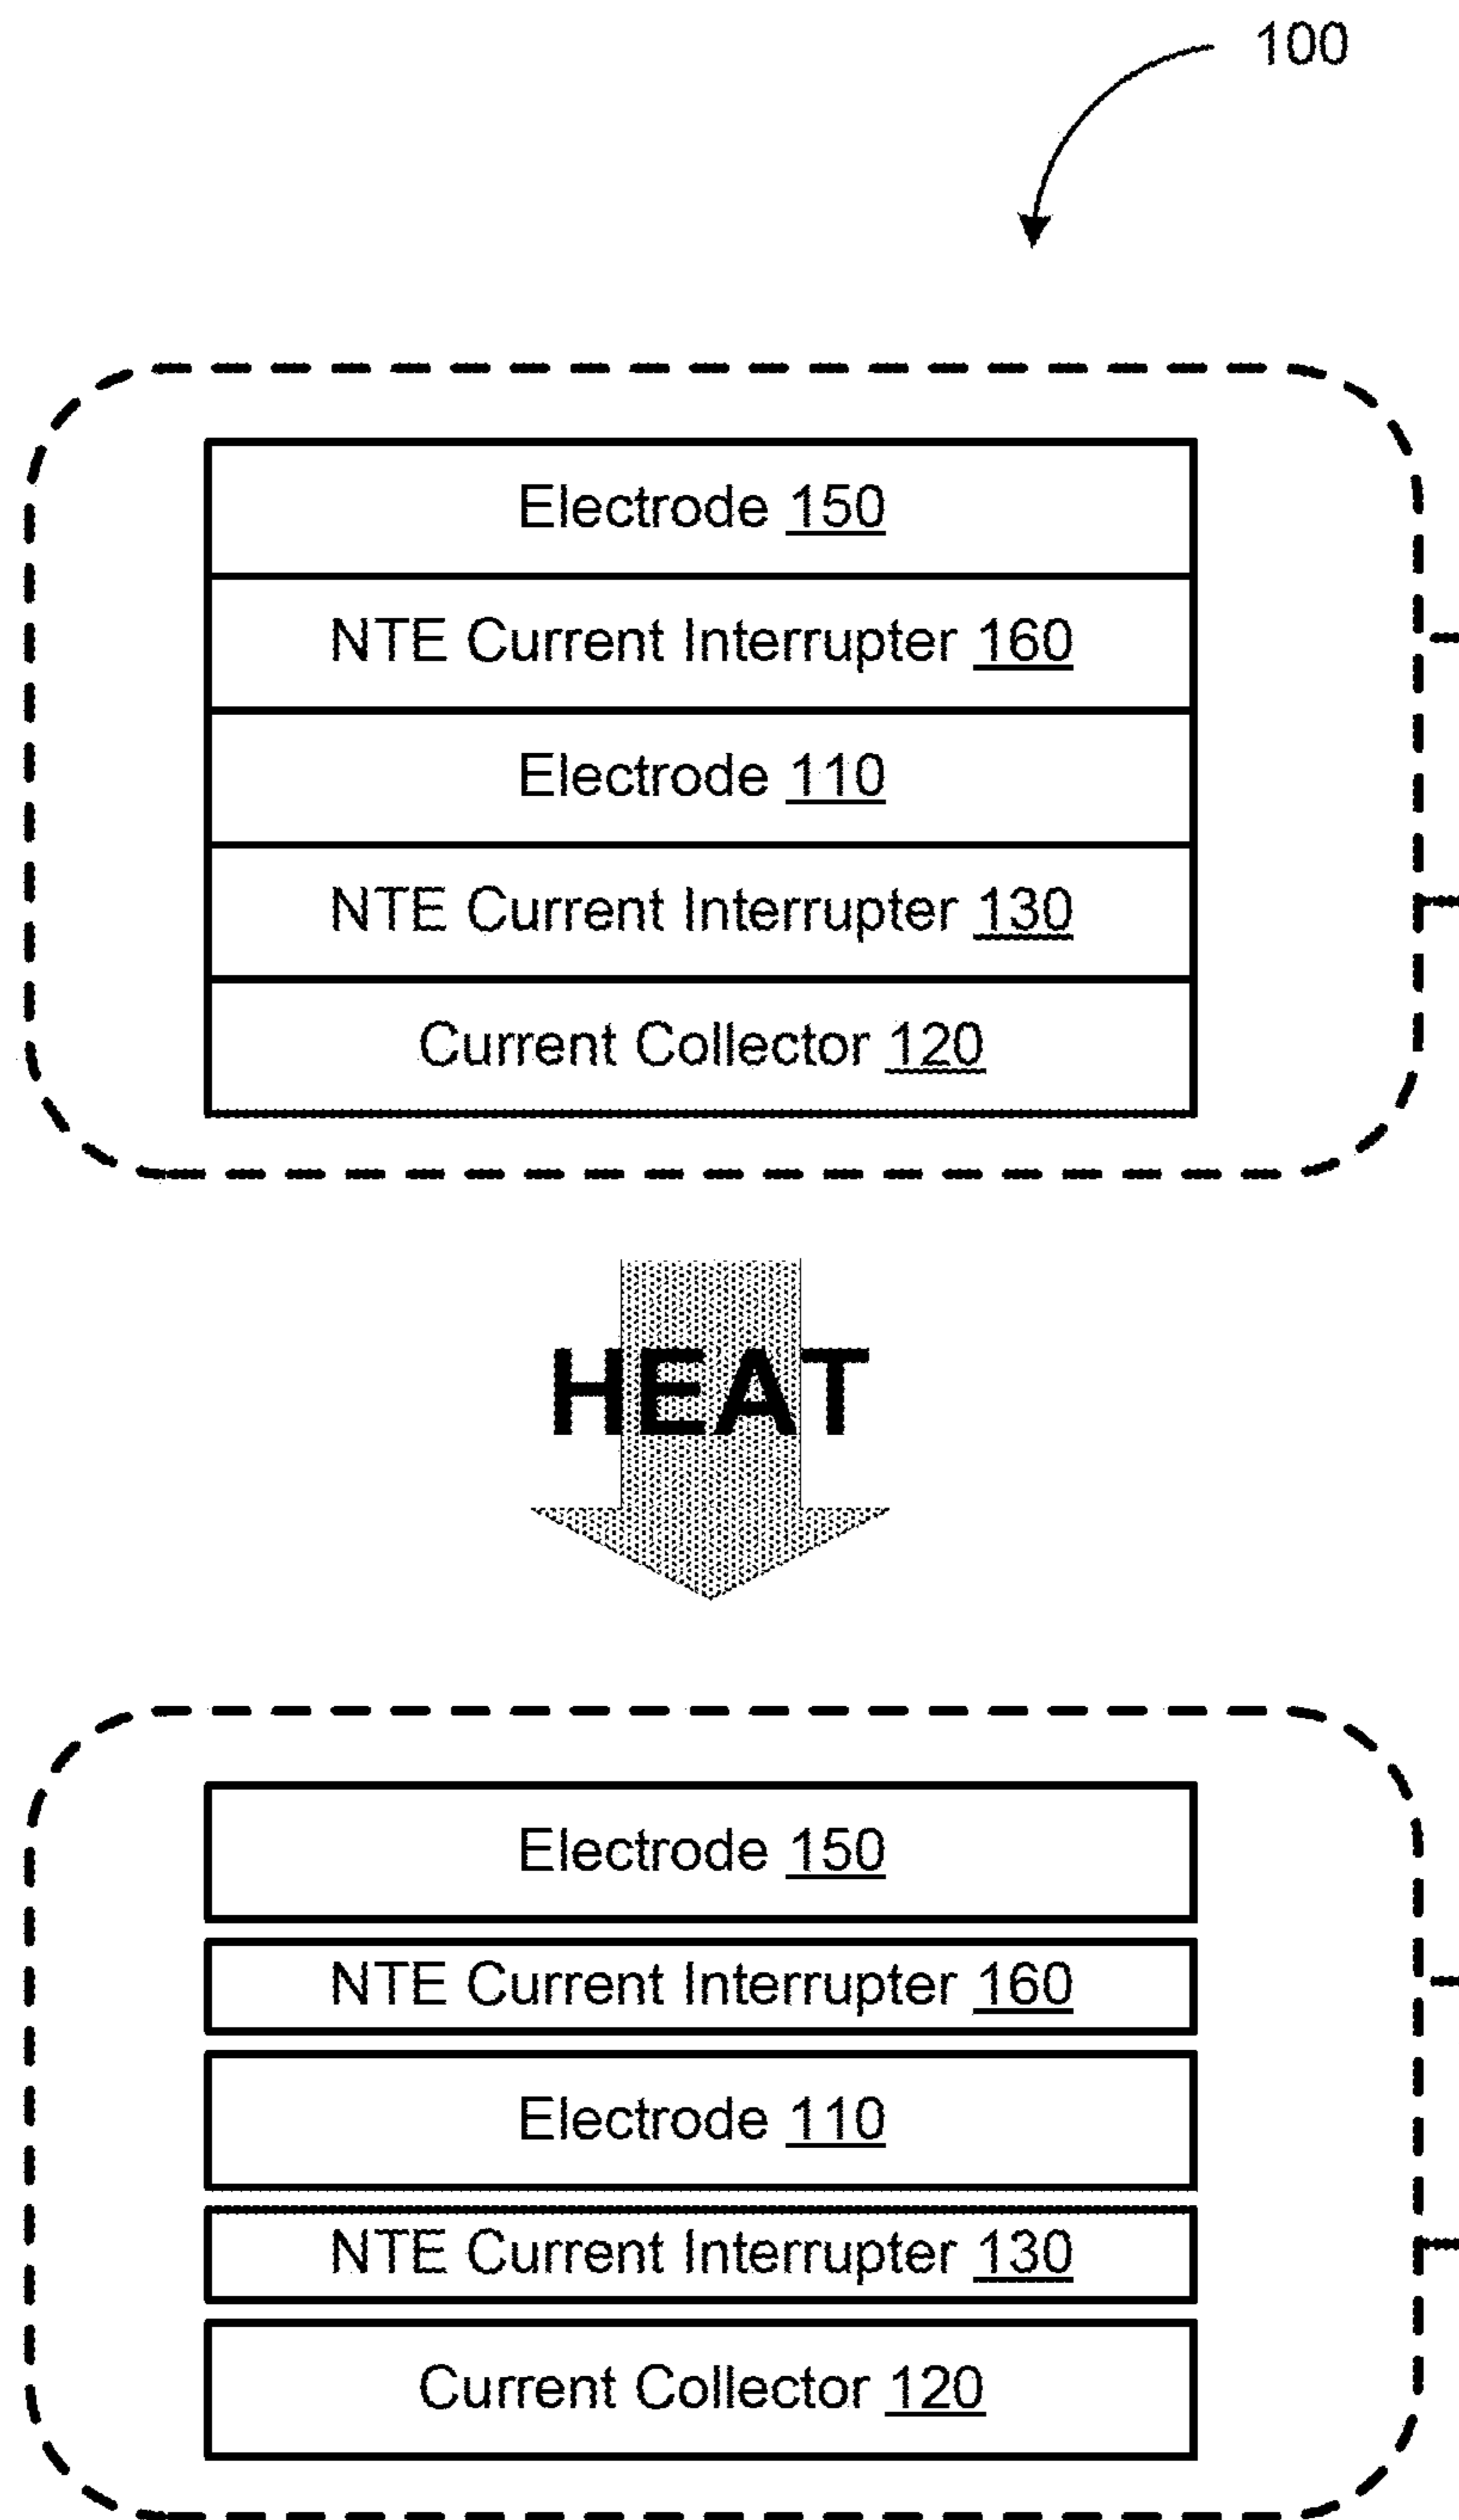 100
Electrode 150
NTE Current Interrupter 160
Electrode 110
NTE Current Interrupter 130
Current Collector 120
HEAT
Electrode 150
NTE Current Interrupter 160
Electrode 110
NTE Current Interrupter 130
Current Collector 120